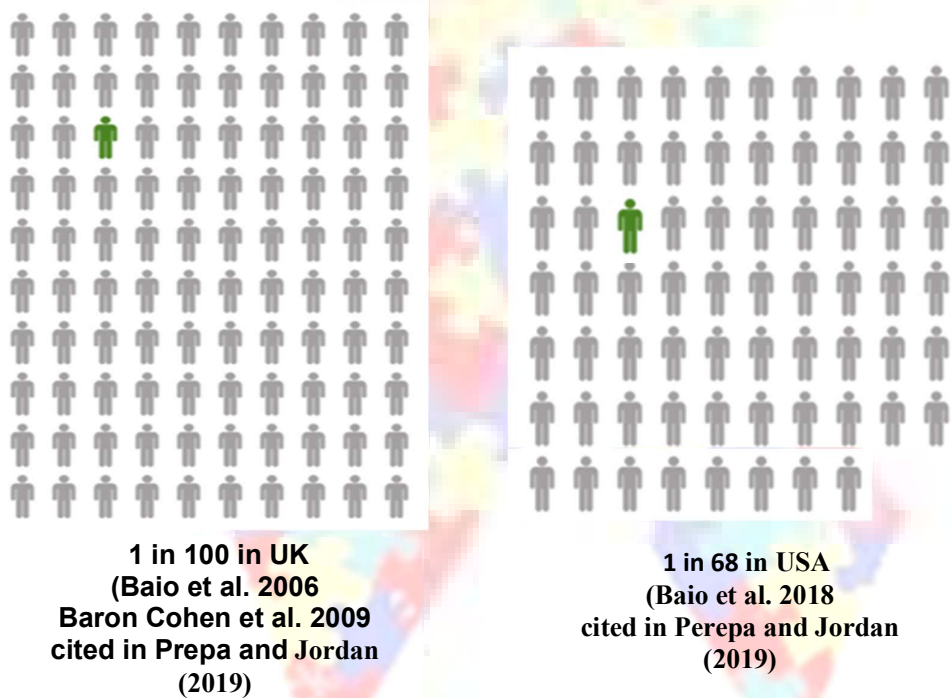 1 in 100 in UK
(Baio et al. 2006
Baron Cohen et al. 2009
cited in Prepa and Jordan
(2019)
1 in 68 in USA
(Baio et al. 2018
cited in Perepa and Jordan
(2019)